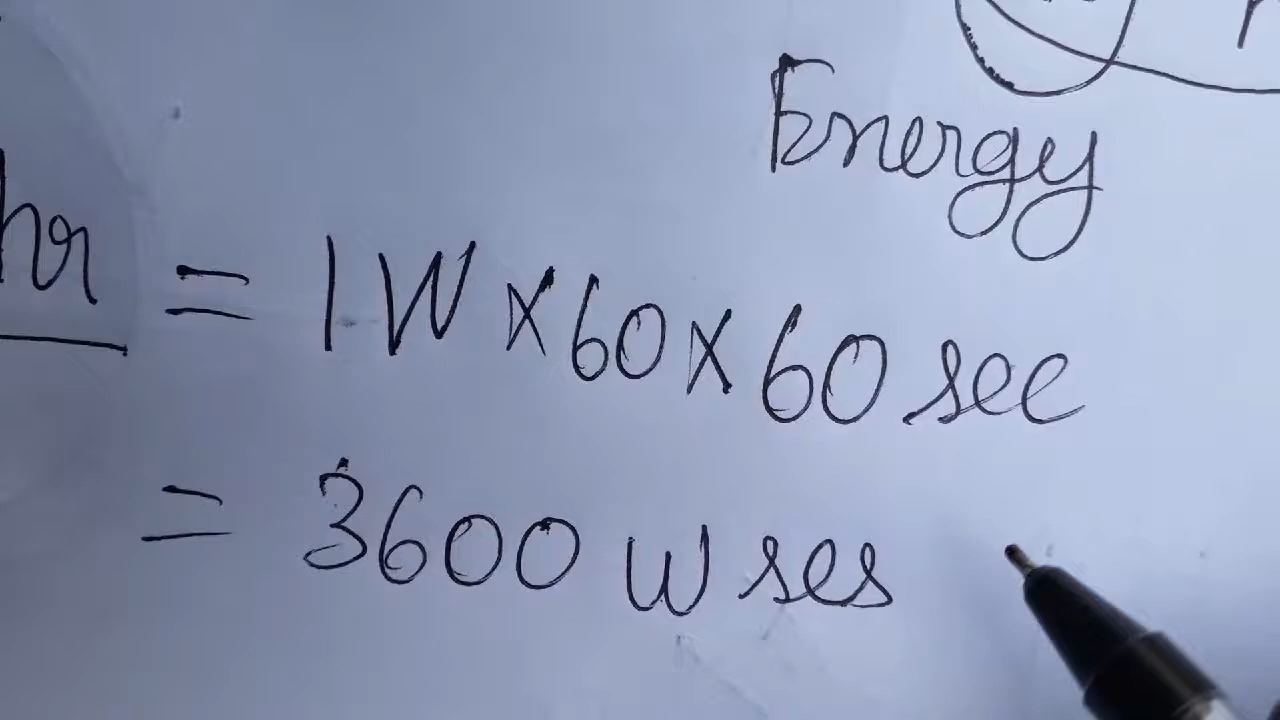 Energy
hr = 1W×60×60 sec
= 3600 W ses